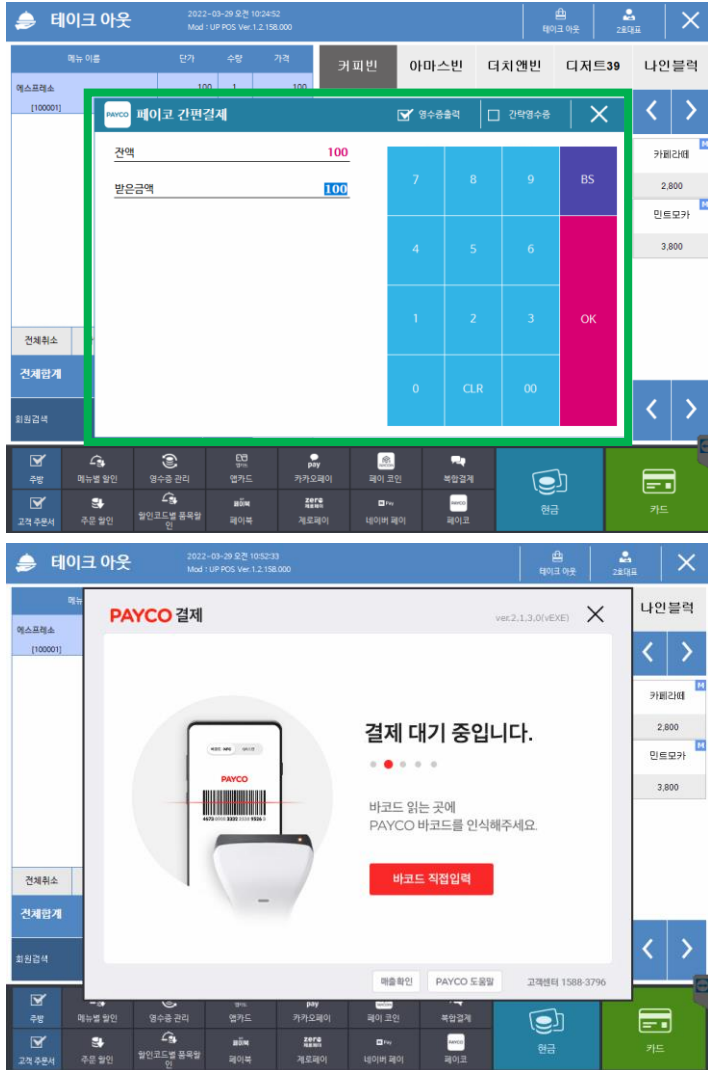 테이크 아웃
2022-03-29 오전 10:24:52
Mod : UP POS Ver.1.2.158.000
테이크 아웃
2호대표
메뉴 이름 단가 수량 가격
커피빈 아마스빈 더치앤빈 디저트39 나인블럭
에스프레소 100 1 100
[100001]
PAYCO 페이코 간편결제
영수증출력
간략영수증
잔액 100
받은금액 100
7 8 9 BS
4 5 6
1 2 3 OK
0 CLR 00
M
카페라떼
2,800
M
민트모카
3,800
전체취소
전체합계
회원검색
주방 메뉴별 할인 영수증 관리 앱카드 카카오페이 페이 코인 복합결제
고객 주문서 주문 할인 할인코드별 품목할인 페이북 제로페이 네이버 페이 페이코
현금
카드
테이크 아웃
2022-03-29 오전 10:52:33
Mod : UP POS Ver.1.2.158.000
테이크 아웃
2호대표
메뉴
나인블럭
에스프레소
[100001]
PAYCO 결제
ver.2,1,3,0(vEXE)
PAYCO
결제 대기 중입니다.
바코드 읽는 곳에
PAYCO 바코드를 인식해주세요.
바코드 직접입력
매출확인
PAYCO 도움말
고객센터 1588-3796
M
카페라떼
2,800
M
민트모카
3,800
전체취소
전체합계
회원검색
주방 메뉴별 할인 영수증 관리 앱카드 카카오페이 페이 코인 복합결제
고객 주문서 주문 할인 할인코드별 품목할인 페이북 제로페이 네이버 페이 페이코
현금
카드